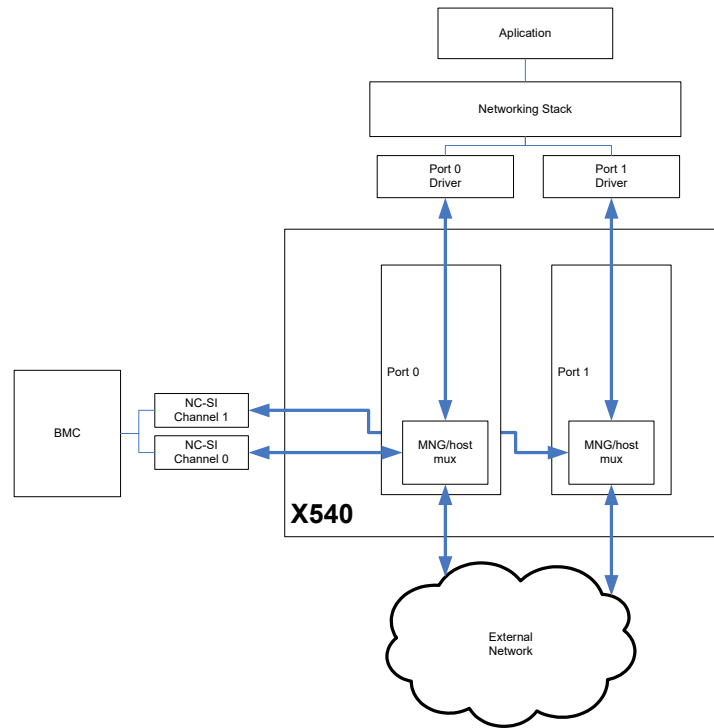 Aplication
Networking Stack
Port 0
Driver
Port 1
Driver
Port 0
Port 1
BMC
NC-SI
Channel 1
NC-SI
Channel 0
MNG/host
mux
MNG/host
mux
X540
External
Network